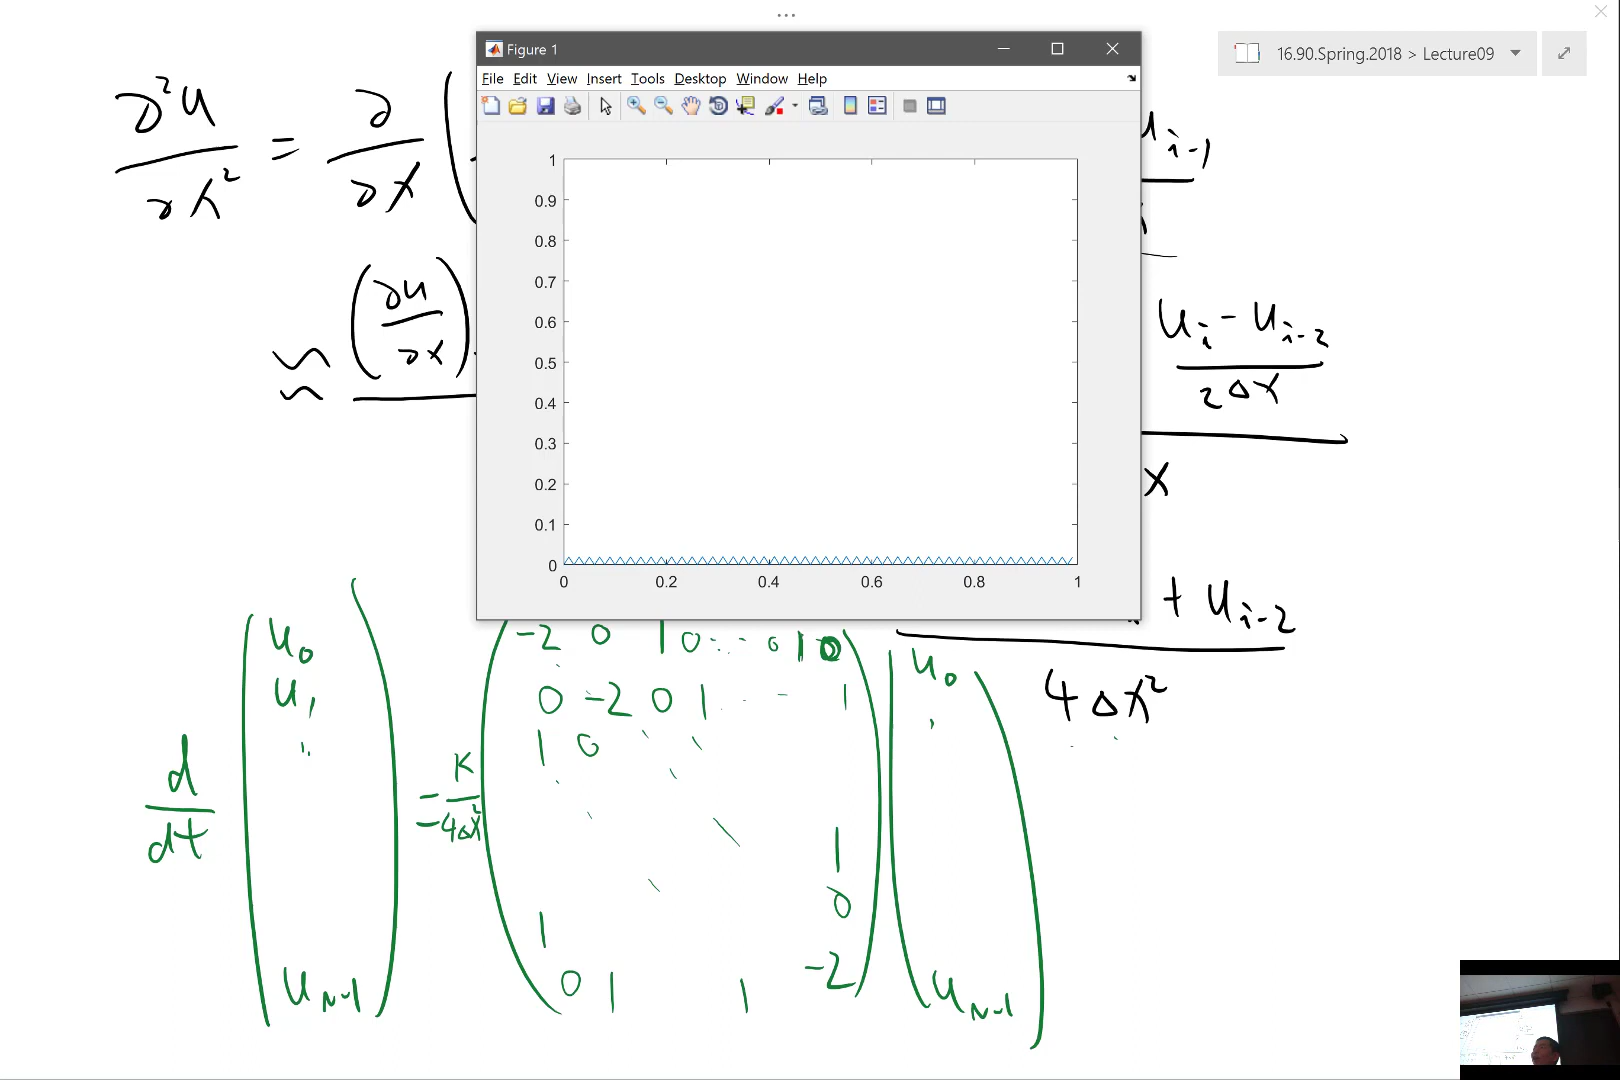 16.90.Spring.2018 > Lecture09
Figure 1
File Edit View Insert Tools Desktop Window Help
∂²u/∂x² = ∂/∂x (
u_{i-1}
≈ (∂u/∂x)
u_i - u_{i-2}
2Δx
x
1
0.9
0.8
0.7
0.6
0.5
0.4
0.3
0.2
0.1
0
0 0.2 0.4 0.6 0.8 1
+ u_{i-2}
4Δx²
d/dt
u_0
u_1
u_{N-1}
= K/4Δx²
-2 0 1 0 ... 0 1 0
0 -2 0 1 ... 1
1 0
1
0
1
0 1 1 -2
u_0
u_{N-1}